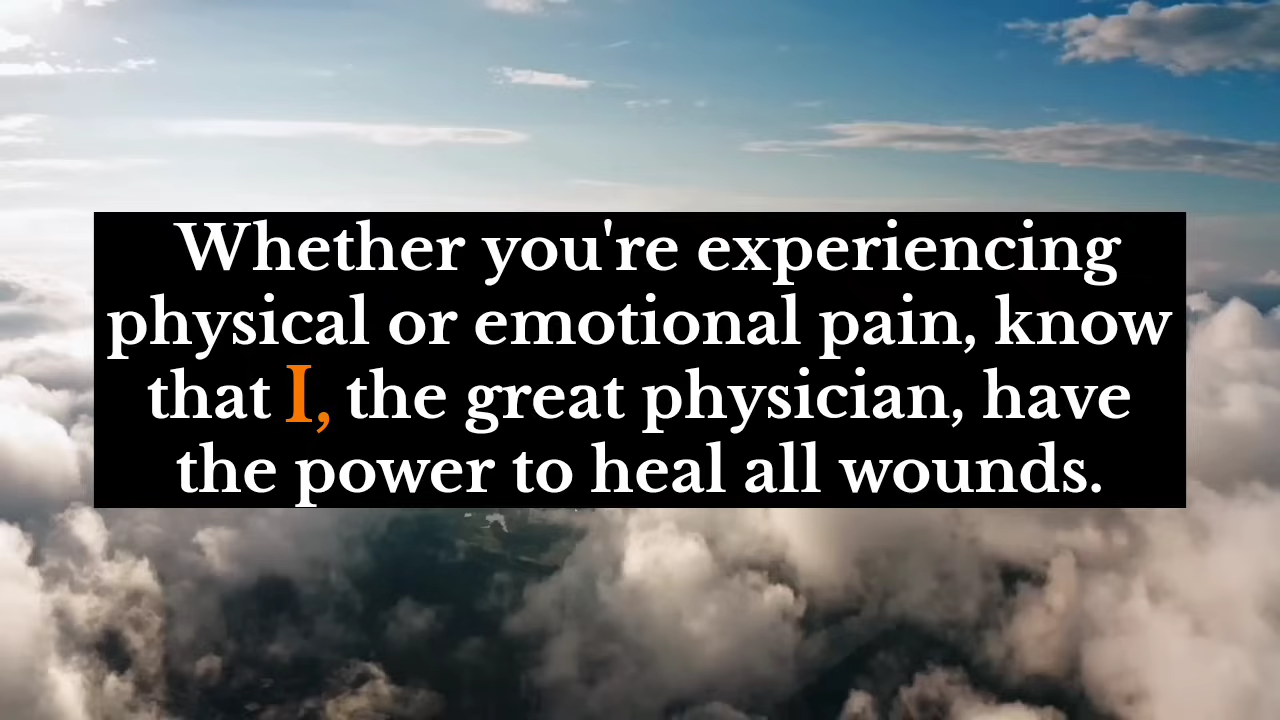 Whether you're experiencing
physical or emotional pain, know
that I, the great physician, have
the power to heal all wounds.